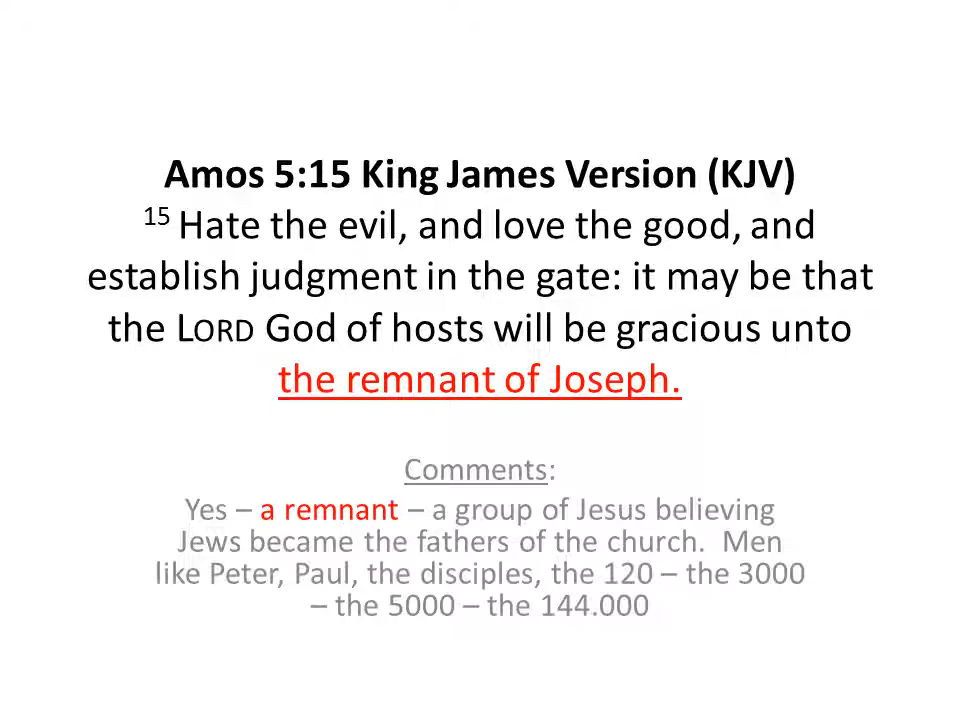 Amos 5:15 King James Version (KJV)
15 Hate the evil, and love the good, and
establish judgment in the gate: it may be that
the LORD God of hosts will be gracious unto
the remnant of Joseph.
Comments:
Yes – a remnant – a group of Jesus believing
Jews became the fathers of the church.  Men
like Peter, Paul, the disciples, the 120 – the 3000
– the 5000 – the 144.000